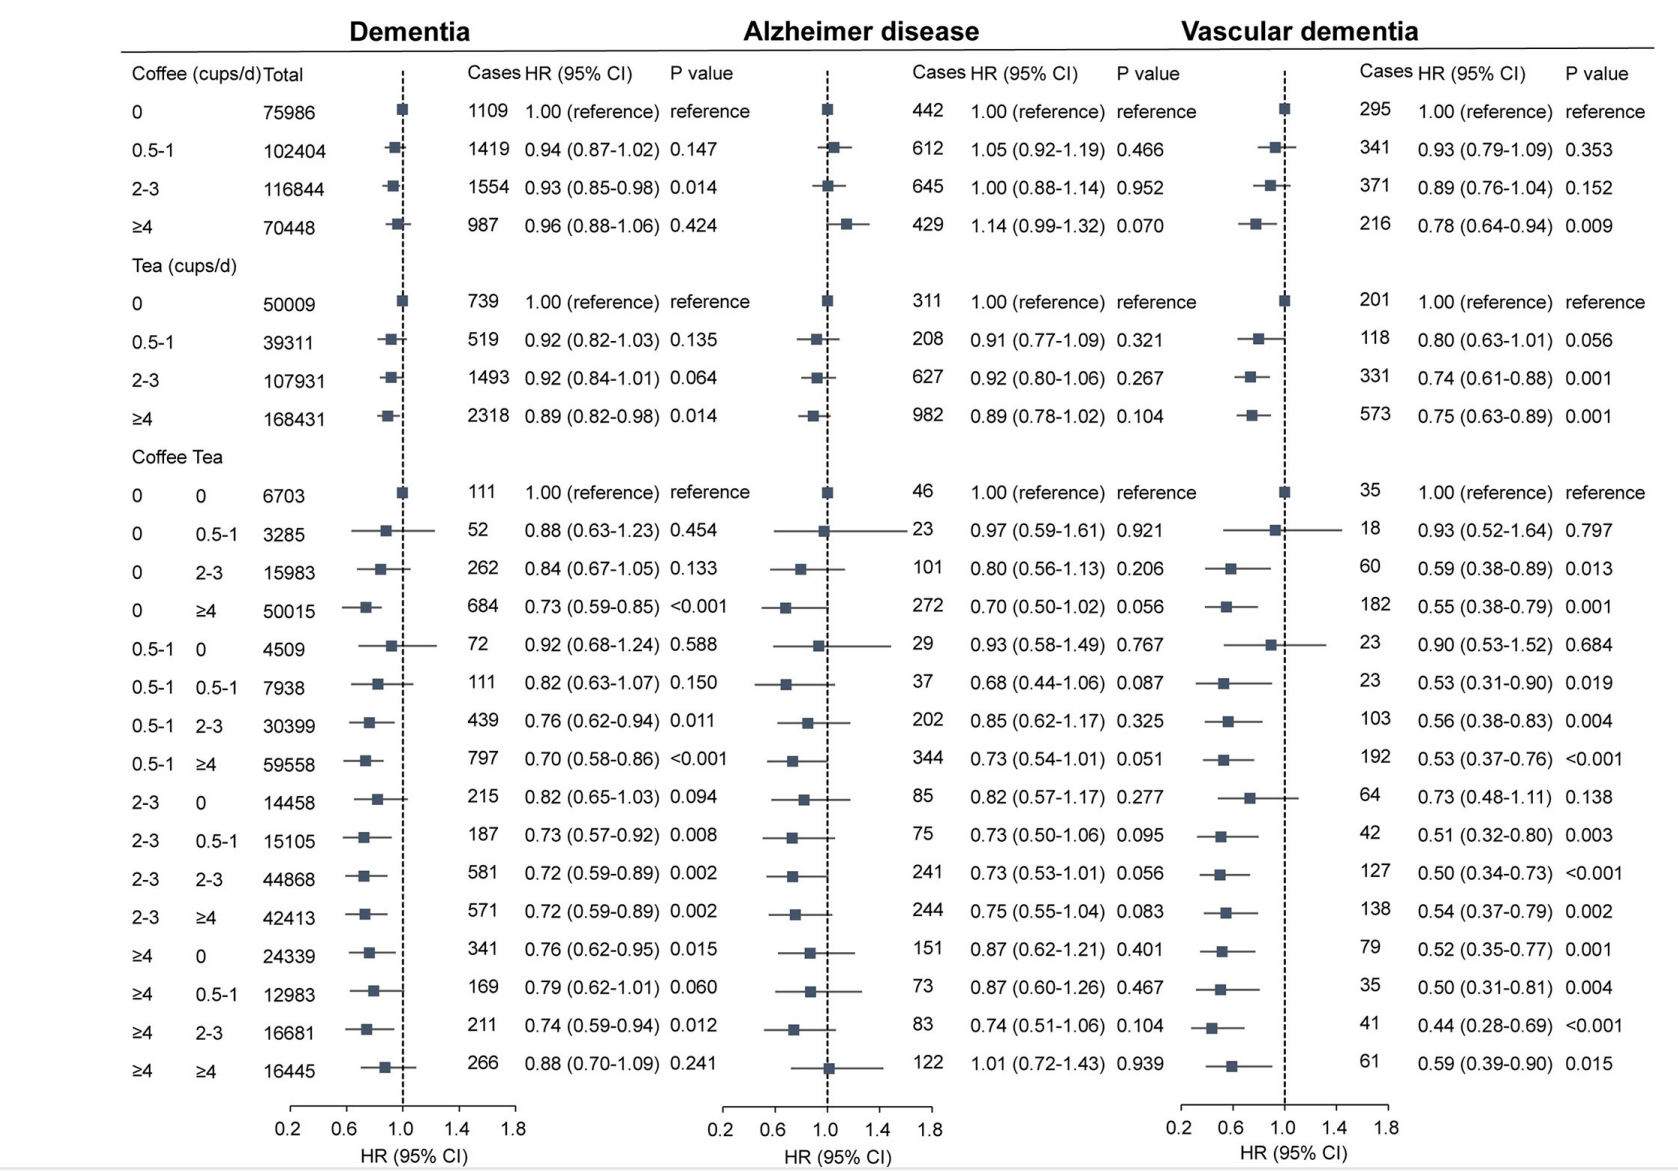 Dementia Alzheimer disease Vascular dementia
Coffee (cups/d) Total Cases HR (95% CI) P value Cases HR (95% CI) P value Cases HR (95% CI) P value
0 75986 1109 1.00 (reference) reference 442 1.00 (reference) reference 295 1.00 (reference) reference
0.5-1 102404 1419 0.94 (0.87-1.02) 0.147 612 1.05 (0.92-1.19) 0.466 341 0.93 (0.79-1.09) 0.353
2-3 116844 1554 0.93 (0.85-0.98) 0.014 645 1.00 (0.88-1.14) 0.952 371 0.89 (0.76-1.04) 0.152
≥4 70448 987 0.96 (0.88-1.06) 0.424 429 1.14 (0.99-1.32) 0.070 216 0.78 (0.64-0.94) 0.009
Tea (cups/d)
0 50009 739 1.00 (reference) reference 311 1.00 (reference) reference 201 1.00 (reference) reference
0.5-1 39311 519 0.92 (0.82-1.03) 0.135 208 0.91 (0.77-1.09) 0.321 118 0.80 (0.63-1.01) 0.056
2-3 107931 1493 0.92 (0.84-1.01) 0.064 627 0.92 (0.80-1.06) 0.267 331 0.74 (0.61-0.88) 0.001
≥4 168431 2318 0.89 (0.82-0.98) 0.014 982 0.89 (0.78-1.02) 0.104 573 0.75 (0.63-0.89) 0.001
Coffee Tea
0 0 6703 111 1.00 (reference) reference 46 1.00 (reference) reference 35 1.00 (reference) reference
0 0.5-1 3285 52 0.88 (0.63-1.23) 0.454 23 0.97 (0.59-1.61) 0.921 18 0.93 (0.52-1.64) 0.797
0 2-3 15983 262 0.84 (0.67-1.05) 0.133 101 0.80 (0.56-1.13) 0.206 60 0.59 (0.38-0.89) 0.013
0 ≥4 50015 684 0.73 (0.59-0.85) <0.001 272 0.70 (0.50-1.02) 0.056 182 0.55 (0.38-0.79) 0.001
0.5-1 0 4509 72 0.92 (0.68-1.24) 0.588 29 0.93 (0.58-1.49) 0.767 23 0.90 (0.53-1.52) 0.684
0.5-1 0.5-1 7938 111 0.82 (0.63-1.07) 0.150 37 0.68 (0.44-1.06) 0.087 23 0.53 (0.31-0.90) 0.019
0.5-1 2-3 30399 439 0.76 (0.62-0.94) 0.011 202 0.85 (0.62-1.17) 0.325 103 0.56 (0.38-0.83) 0.004
0.5-1 ≥4 59558 797 0.70 (0.58-0.86) <0.001 344 0.73 (0.54-1.01) 0.051 192 0.53 (0.37-0.76) <0.001
2-3 0 14458 215 0.82 (0.65-1.03) 0.094 85 0.82 (0.57-1.17) 0.277 64 0.73 (0.48-1.11) 0.138
2-3 0.5-1 15105 187 0.73 (0.57-0.92) 0.008 75 0.73 (0.50-1.06) 0.095 42 0.51 (0.32-0.80) 0.003
2-3 2-3 44868 581 0.72 (0.59-0.89) 0.002 241 0.73 (0.53-1.01) 0.056 127 0.50 (0.34-0.73) <0.001
2-3 ≥4 42413 571 0.72 (0.59-0.89) 0.002 244 0.75 (0.55-1.04) 0.083 138 0.54 (0.37-0.79) 0.002
≥4 0 24339 341 0.76 (0.62-0.95) 0.015 151 0.87 (0.62-1.21) 0.401 79 0.52 (0.35-0.77) 0.001
≥4 0.5-1 12983 169 0.79 (0.62-1.01) 0.060 73 0.87 (0.60-1.26) 0.467 35 0.50 (0.31-0.81) 0.004
≥4 2-3 16681 211 0.74 (0.59-0.94) 0.012 83 0.74 (0.51-1.06) 0.104 41 0.44 (0.28-0.69) <0.001
≥4 ≥4 16445 266 0.88 (0.70-1.09) 0.241 122 1.01 (0.72-1.43) 0.939 61 0.59 (0.39-0.90) 0.015
0.2 0.6 1.0 1.4 1.8 0.2 0.6 1.0 1.4 1.8 0.2 0.6 1.0 1.4 1.8
HR (95% CI) HR (95% CI) HR (95% CI)